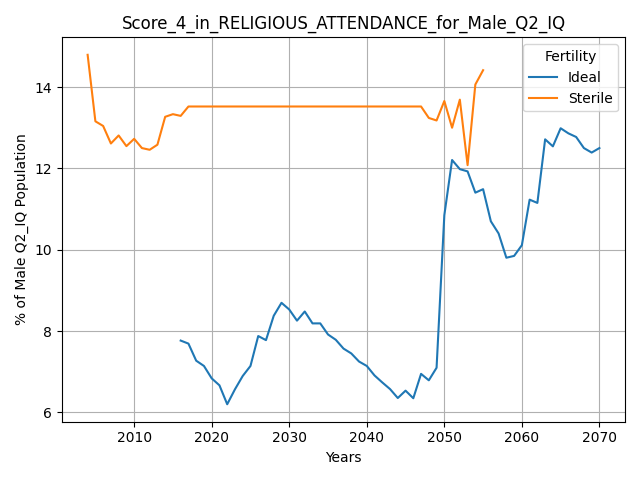 Score_4_in_RELIGIOUS_ATTENDANCE_for_Male_Q2_IQ
Fertility
Ideal
Sterile
% of Male Q2_IQ Population
14
12
10
8
6
2010 2020 2030 2040 2050 2060 2070
Years